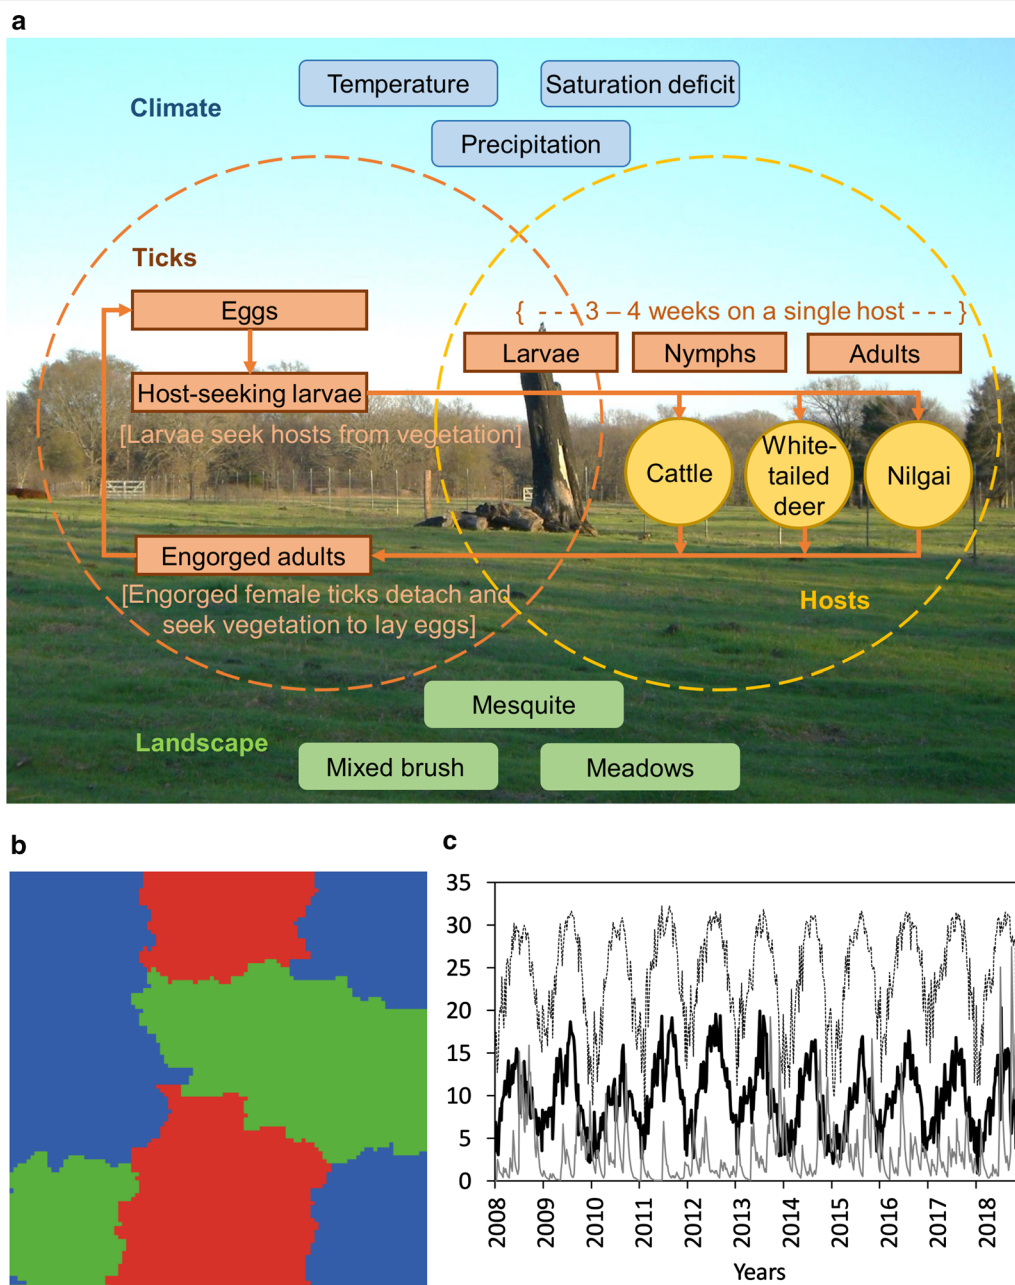 a
Temperature
Saturation deficit
Climate
Precipitation
Ticks
Eggs
{ - - - 3 – 4 weeks on a single host - - - }
Larvae
Nymphs
Adults
Host-seeking larvae
[Larvae seek hosts from vegetation]
Cattle
White-
tailed
deer
Nilgai
Engorged adults
[Engorged female ticks detach and
seek vegetation to lay eggs]
Hosts
Mesquite
Landscape
Mixed brush
Meadows
b
c
35
30
25
20
15
10
5
0
2008
2009
2010
2011
2012
2013
2014
2015
2016
2017
2018
Years